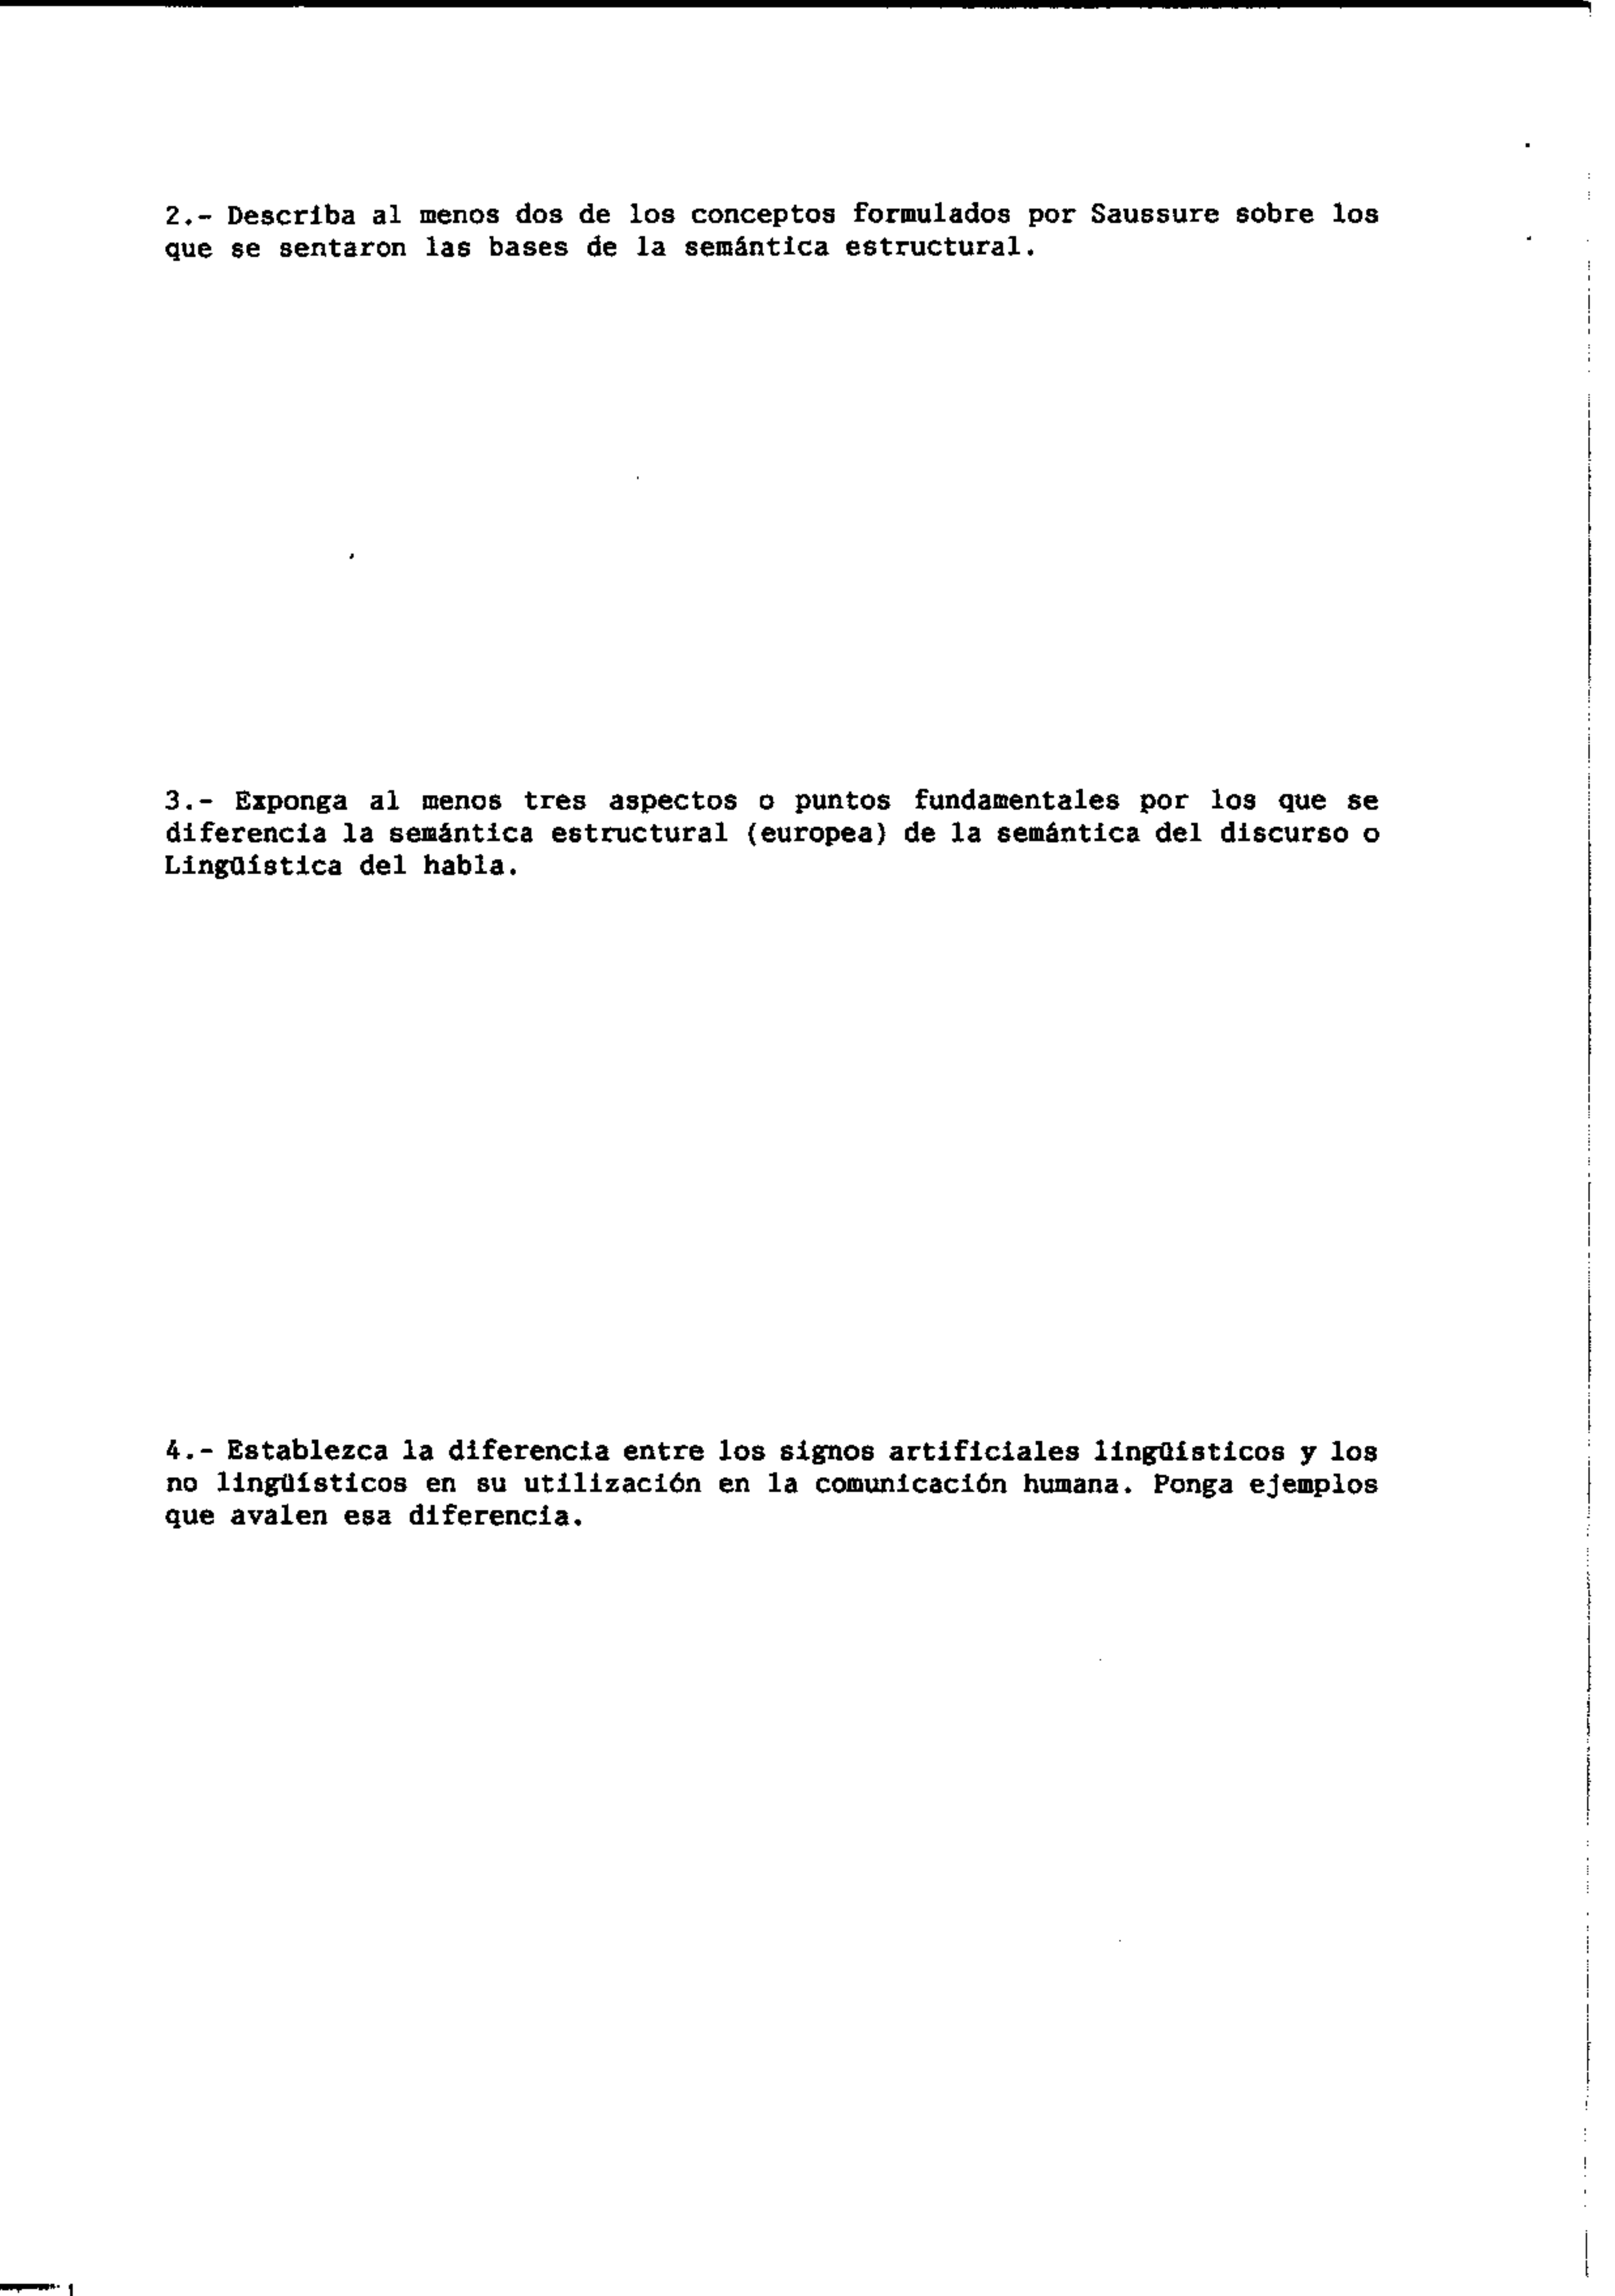 2.- Describa al menos dos de los conceptos formulados por Saussure sobre los
que se sentaron las bases de la semántica estructural.
3.- Exponga al menos tres aspectos o puntos fundamentales por los que se
diferencia la semántica estructural (europea) de la semántica del discurso o
Lingüística del habla.
4.- Establezca la diferencia entre los signos artificiales lingüísticos y los
no lingüísticos en su utilización en la comunicación humana. Ponga ejemplos
que avalen esa diferencia.